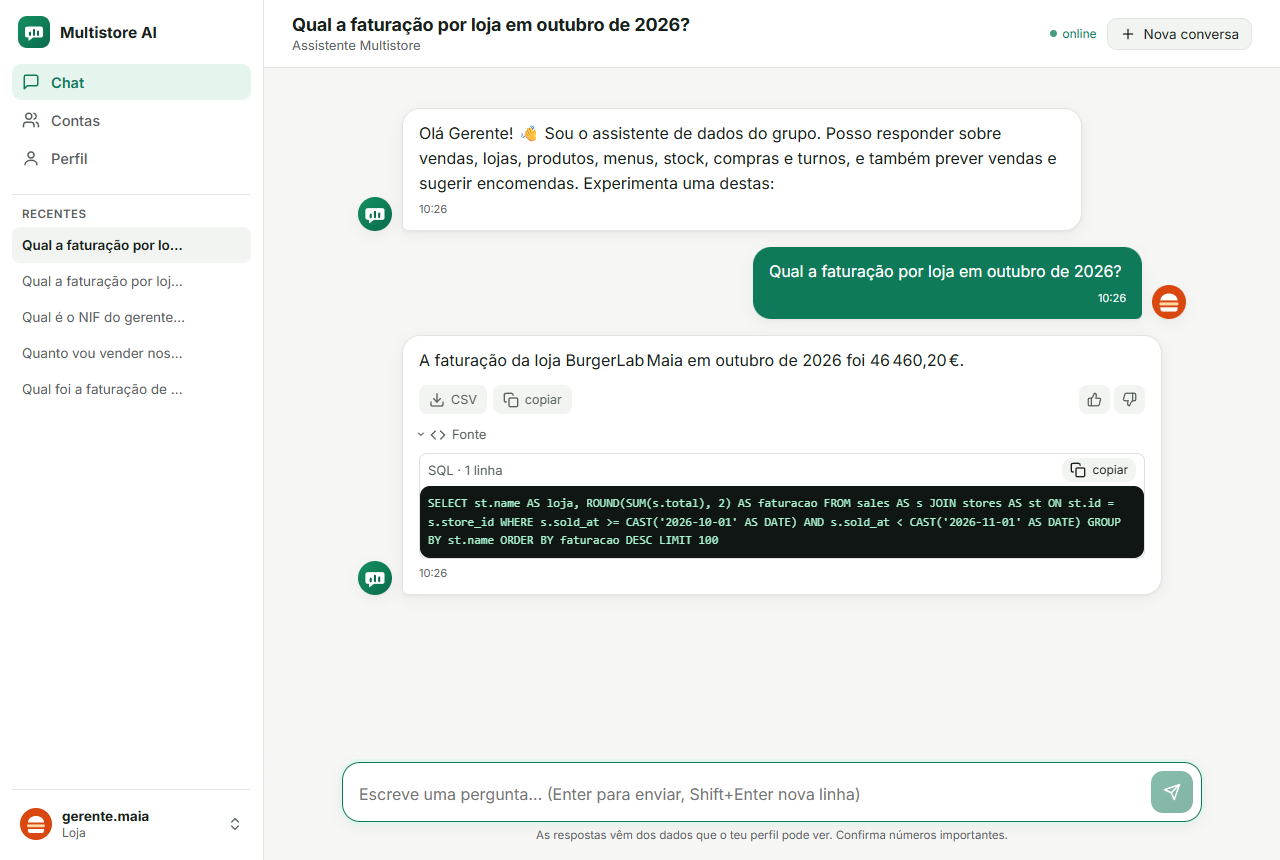 Multistore AI
Chat
Contas
Perfil
RECENTES
Qual a faturação por lo...
Qual a faturação por loj...
Qual é o NIF do gerente...
Quanto vou vender nos...
Qual foi a faturação de ...
gerente.maia
Loja
Qual a faturação por loja em outubro de 2026?
Assistente Multistore
online
Nova conversa
Olá Gerente! 👋 Sou o assistente de dados do grupo. Posso responder sobre
vendas, lojas, produtos, menus, stock, compras e turnos, e também prever vendas e
sugerir encomendas. Experimenta uma destas:
10:26
Qual a faturação por loja em outubro de 2026?
10:26
A faturação da loja BurgerLab Maia em outubro de 2026 foi 46 460,20 €.
CSV
copiar
Fonte
SQL · 1 linha
copiar
SELECT st.name AS loja, ROUND(SUM(s.total), 2) AS faturacao FROM sales AS s JOIN stores AS st ON st.id =
s.store_id WHERE s.sold_at >= CAST('2026-10-01' AS DATE) AND s.sold_at < CAST('2026-11-01' AS DATE) GROUP
BY st.name ORDER BY faturacao DESC LIMIT 100
10:26
Escreve uma pergunta... (Enter para enviar, Shift+Enter nova linha)
As respostas vêm dos dados que o teu perfil pode ver. Confirma números importantes.